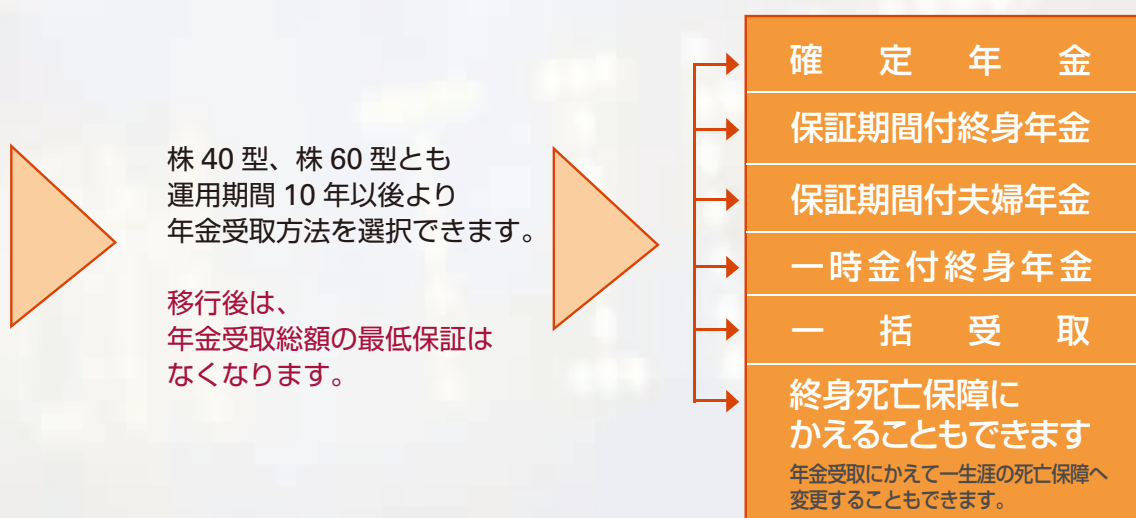 株 40 型、株 60 型とも
運用期間 10 年以後より
年金受取方法を選択できます。
移行後は、
年金受取総額の最低保証は
なくなります。
確定年金
保証期間付終身年金
保証期間付夫婦年金
一時金付終身年金
一括受取
終身死亡保障に
かえることもできます
年金受取にかえて一生涯の死亡保障へ
変更することもできます。